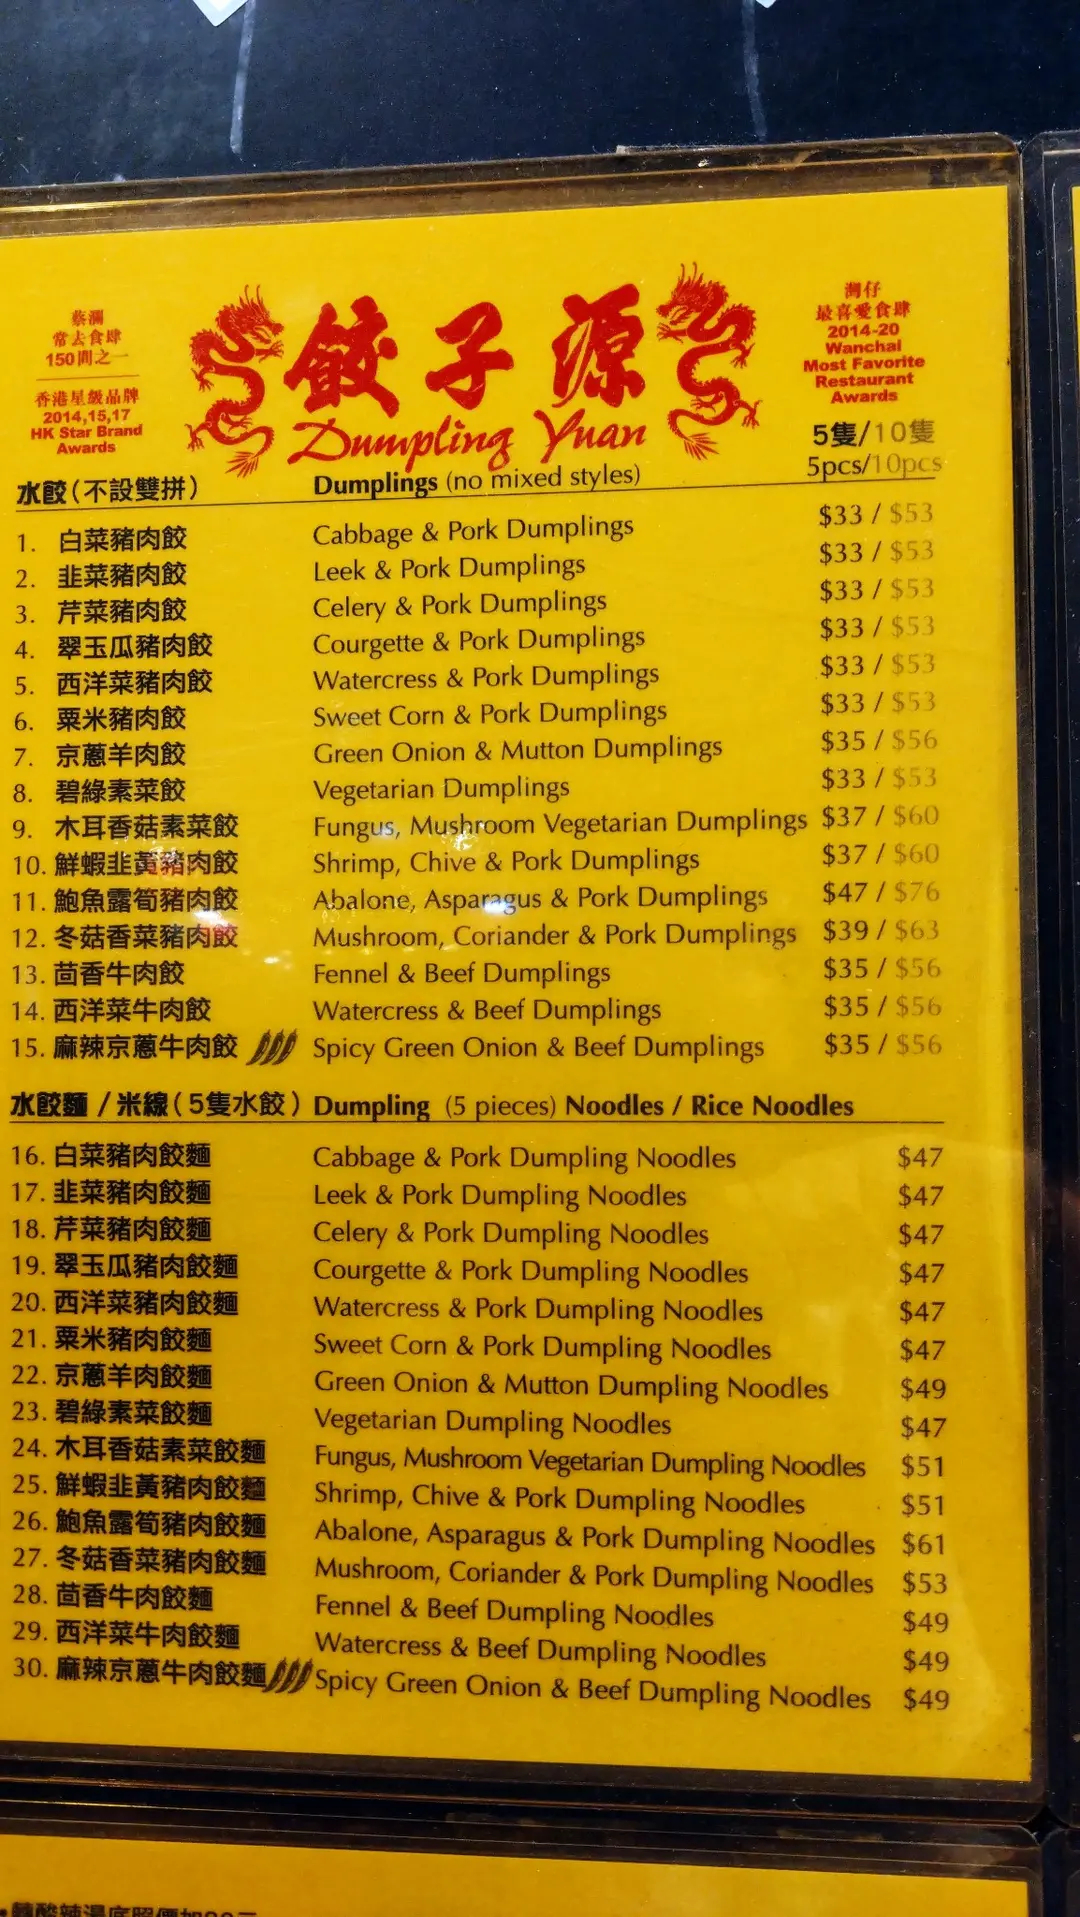 蔡瀾
常去食肆
150間之一
香港星級品牌
2014,15,17
HK Star Brand
Awards
餃子源
Dumpling Yuan
灣仔
最喜愛食肆
2014-20
Wanchai
Most Favorite
Restaurant
Awards
5隻/10隻
5pcs/10pcs
水餃(不設雙拼) Dumplings (no mixed styles)
1. 白菜豬肉餃 Cabbage & Pork Dumplings $33 / $53
2. 韭菜豬肉餃 Leek & Pork Dumplings $33 / $53
3. 芹菜豬肉餃 Celery & Pork Dumplings $33 / $53
4. 翠玉瓜豬肉餃 Courgette & Pork Dumplings $33 / $53
5. 西洋菜豬肉餃 Watercress & Pork Dumplings $33 / $53
6. 粟米豬肉餃 Sweet Corn & Pork Dumplings $33 / $53
7. 京蔥羊肉餃 Green Onion & Mutton Dumplings $35 / $56
8. 碧綠素菜餃 Vegetarian Dumplings $33 / $53
9. 木耳香菇素菜餃 Fungus, Mushroom Vegetarian Dumplings $37 / $60
10. 鮮蝦韭黃豬肉餃 Shrimp, Chive & Pork Dumplings $37 / $60
11. 鮑魚露筍豬肉餃 Abalone, Asparagus & Pork Dumplings $47 / $76
12. 冬菇香菜豬肉餃 Mushroom, Coriander & Pork Dumplings $39 / $63
13. 茴香牛肉餃 Fennel & Beef Dumplings $35 / $56
14. 西洋菜牛肉餃 Watercress & Beef Dumplings $35 / $56
15. 麻辣京蔥牛肉餃 Spicy Green Onion & Beef Dumplings $35 / $56
水餃麵 / 米線(5隻水餃) Dumpling (5 pieces) Noodles / Rice Noodles
16. 白菜豬肉餃麵 Cabbage & Pork Dumpling Noodles $47
17. 韭菜豬肉餃麵 Leek & Pork Dumpling Noodles $47
18. 芹菜豬肉餃麵 Celery & Pork Dumpling Noodles $47
19. 翠玉瓜豬肉餃麵 Courgette & Pork Dumpling Noodles $47
20. 西洋菜豬肉餃麵 Watercress & Pork Dumpling Noodles $47
21. 粟米豬肉餃麵 Sweet Corn & Pork Dumpling Noodles $47
22. 京蔥羊肉餃麵 Green Onion & Mutton Dumpling Noodles $49
23. 碧綠素菜餃麵 Vegetarian Dumpling Noodles $47
24. 木耳香菇素菜餃麵 Fungus, Mushroom Vegetarian Dumpling Noodles $51
25. 鮮蝦韭黃豬肉餃麵 Shrimp, Chive & Pork Dumpling Noodles $51
26. 鮑魚露筍豬肉餃麵 Abalone, Asparagus & Pork Dumpling Noodles $61
27. 冬菇香菜豬肉餃麵 Mushroom, Coriander & Pork Dumpling Noodles $53
28. 茴香牛肉餃麵 Fennel & Beef Dumpling Noodles $49
29. 西洋菜牛肉餃麵 Watercress & Beef Dumpling Noodles $49
30. 麻辣京蔥牛肉餃麵 Spicy Green Onion & Beef Dumpling Noodles $49